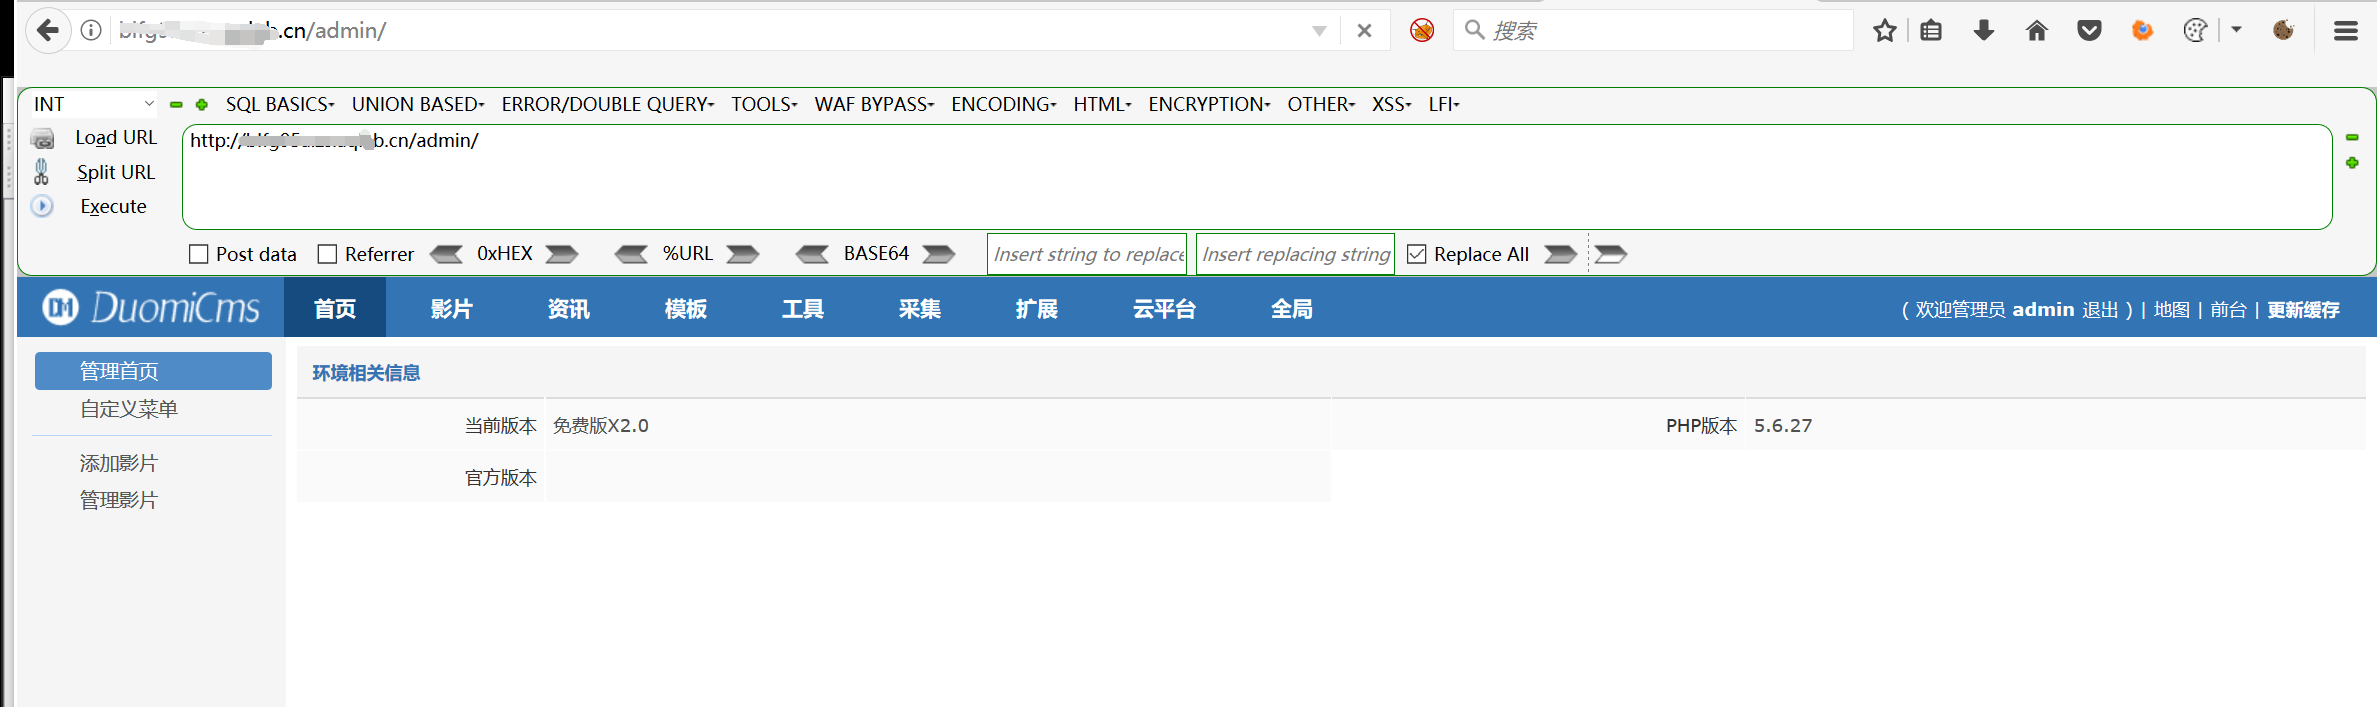 .cn/admin/
搜索
INT SQL BASICS UNION BASED ERROR/DOUBLE QUERY TOOLS WAF BYPASS ENCODING HTML ENCRYPTION OTHER XSS LFI
Load URL
http:// b.cn/admin/
Split URL
Execute
Post data Referrer 0xHEX %URL BASE64 Insert string to replace Insert replacing string Replace All
DM DuomiCms 首页 影片 资讯 模板 工具 采集 扩展 云平台 全局 ( 欢迎管理员 admin 退出 ) | 地图 | 前台 | 更新缓存
管理首页
自定义菜单
添加影片
管理影片
环境相关信息
当前版本 免费版X2.0 PHP版本 5.6.27
官方版本